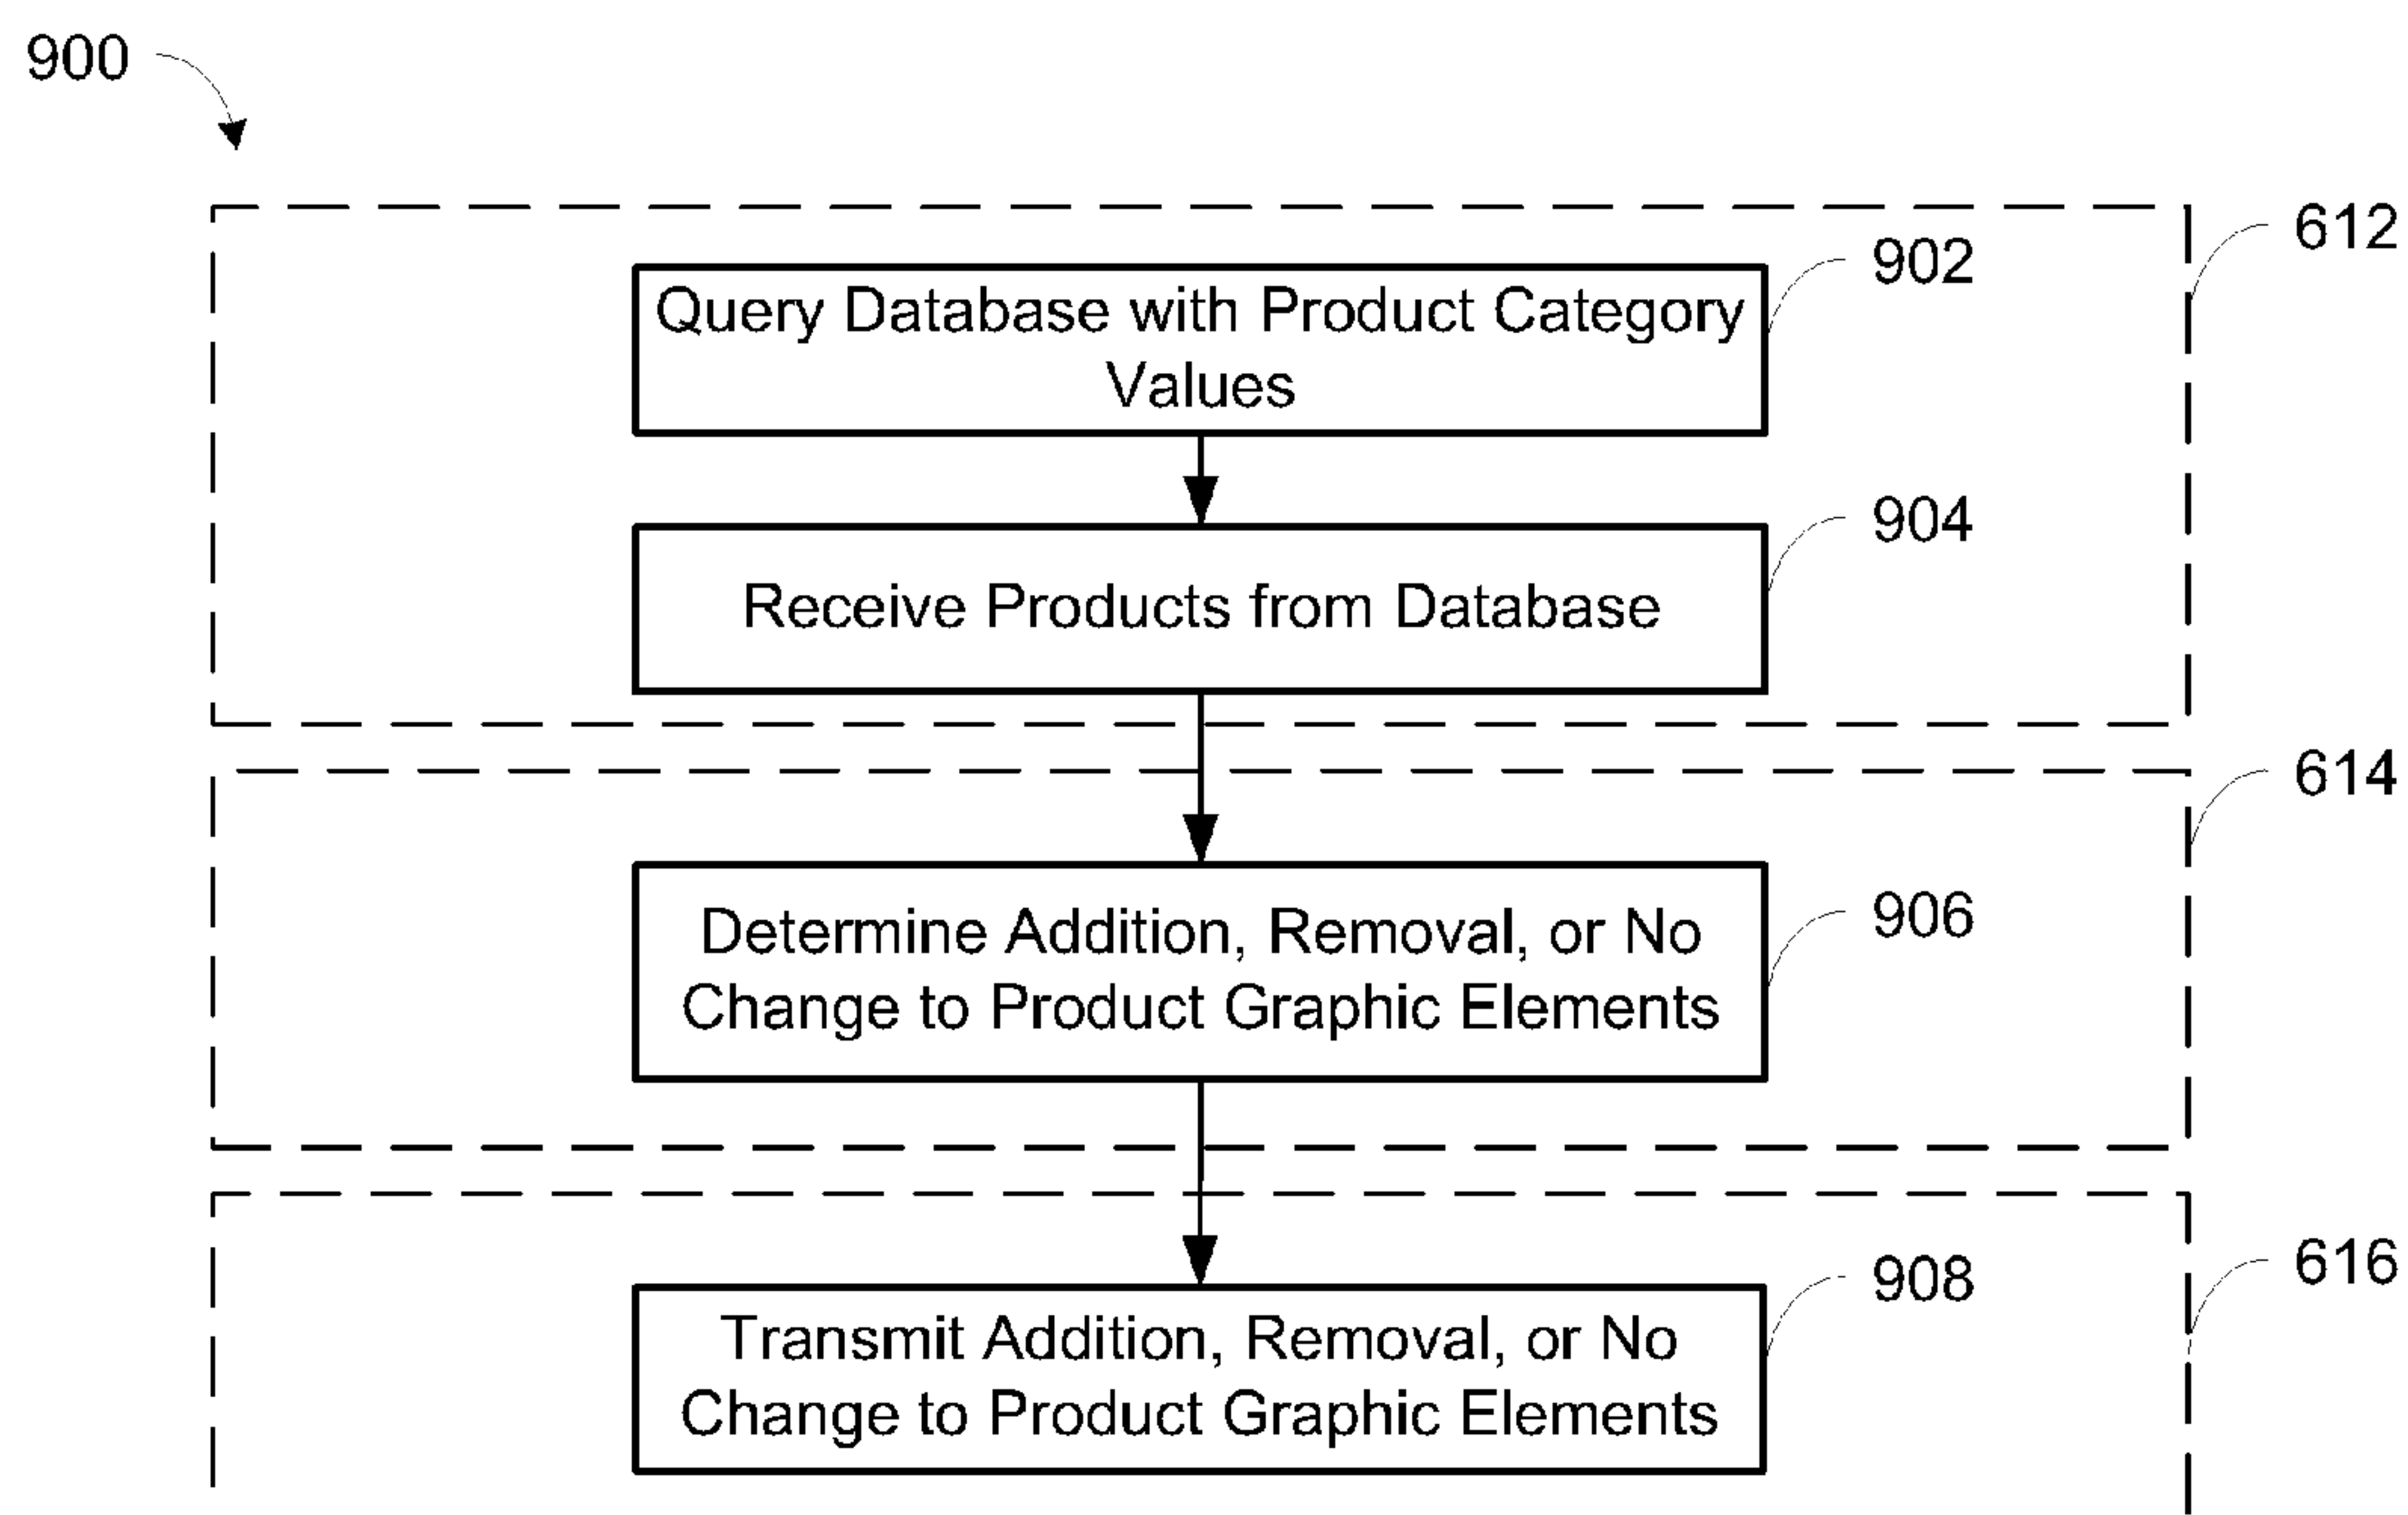 900
612
902
Query Database with Product Category
Values
904
Receive Products from Database
614
906
Determine Addition, Removal, or No
Change to Product Graphic Elements
616
908
Transmit Addition, Removal, or No
Change to Product Graphic Elements